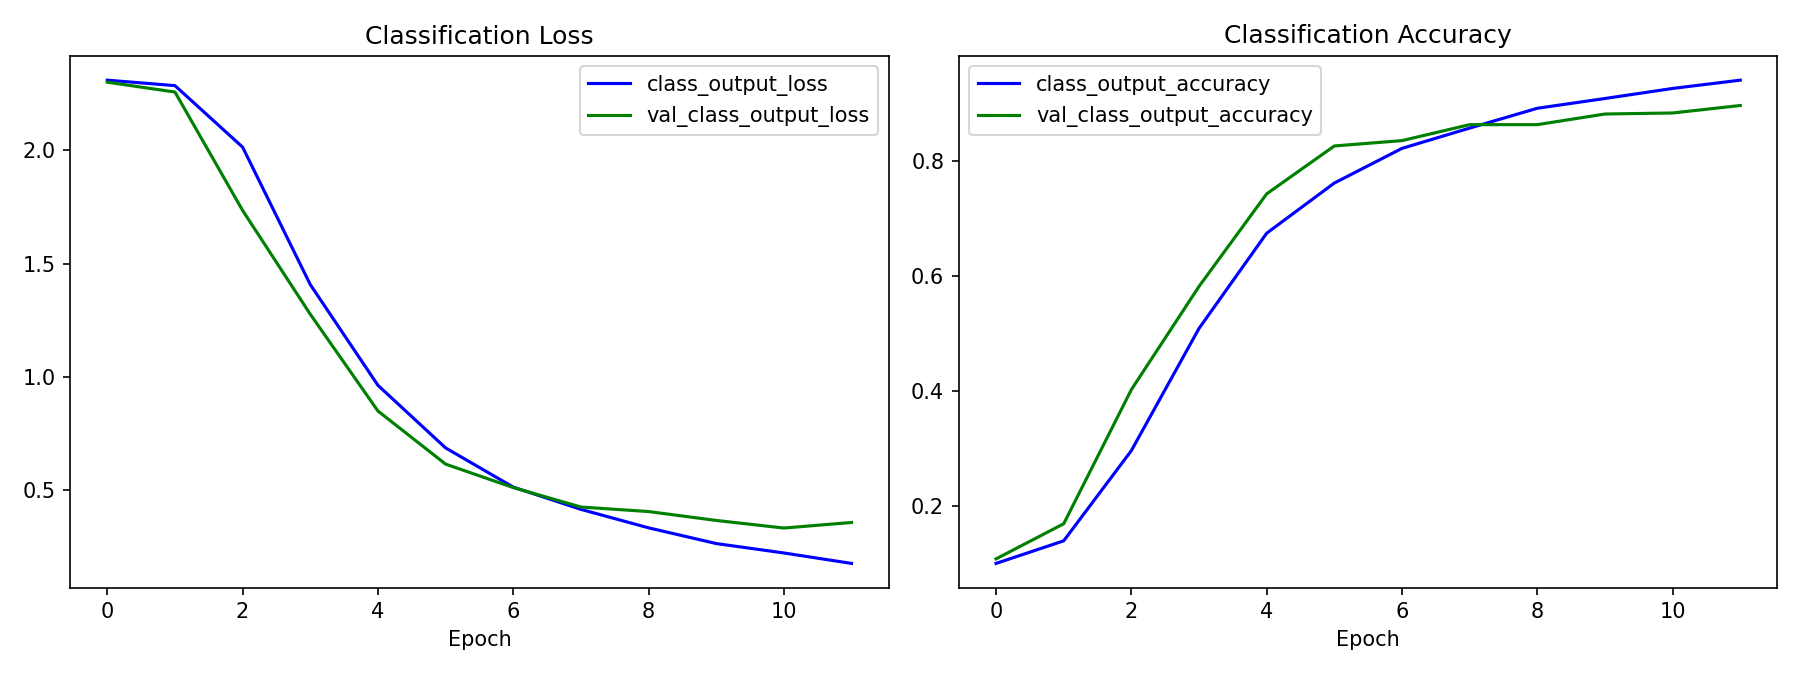 Classification Loss
class_output_loss
val_class_output_loss
2.0
1.5
1.0
0.5
0 2 4 6 8 10
Epoch
Classification Accuracy
class_output_accuracy
val_class_output_accuracy
0.8
0.6
0.4
0.2
0 2 4 6 8 10
Epoch